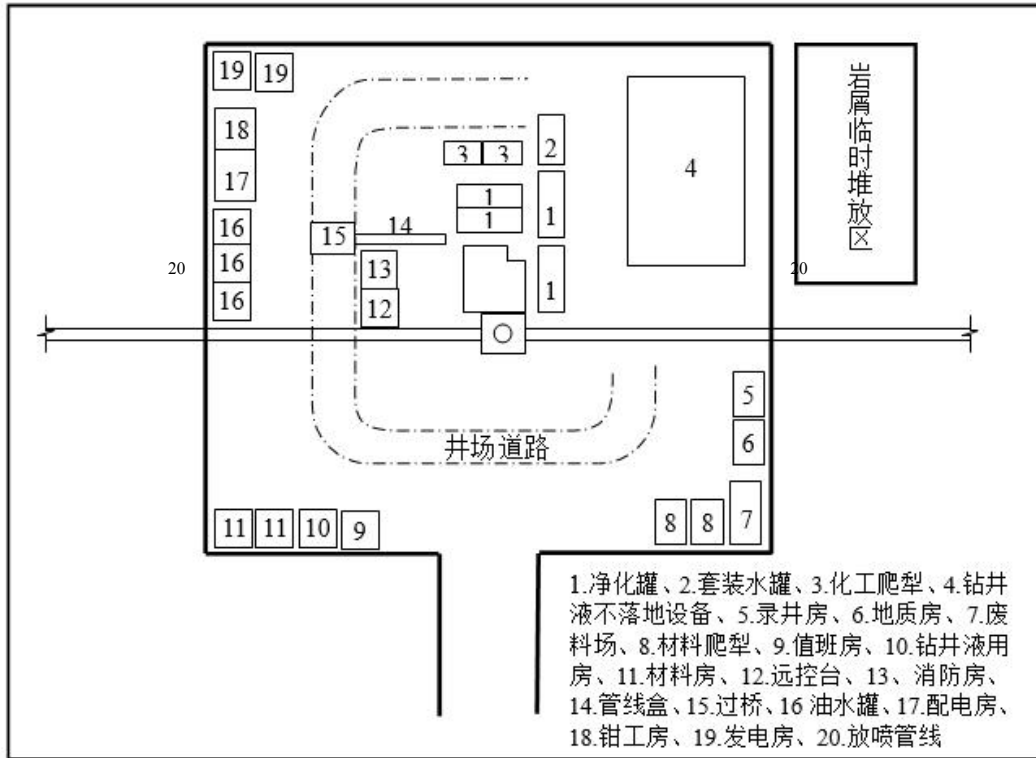 19 19
岩屑临时堆放区
18
3 3
2
4
17
1
1
1
16
15
14
16
13
20
20
16
12
1
5
6
井场道路
11 11 10 9
8 8 7
1.净化罐、2.套装水罐、3.化工爬犁、4.钻井
液不落地设备、5.录井房、6.地质房、7.废
料场、8.材料爬犁、9.值班房、10.钻井液用
房、11.材料房、12.远控台、13、消防房、
14.管线盒、15.过桥、16 油水罐、17.配电房、
18.钳工房、19.发电房、20.放喷管线